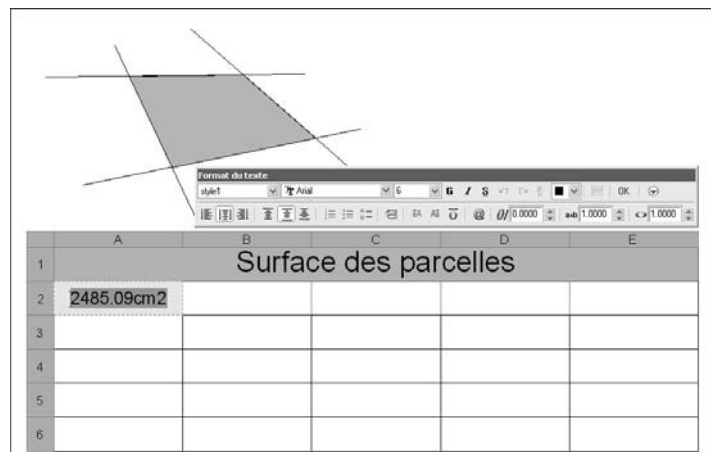 Format du texte
style1 Arial 6 G I S OK
0/ 0.0000 a•b 1.0000 1.0000
A B C D E
1 Surface des parcelles
2 2485.09cm2
3
4
5
6